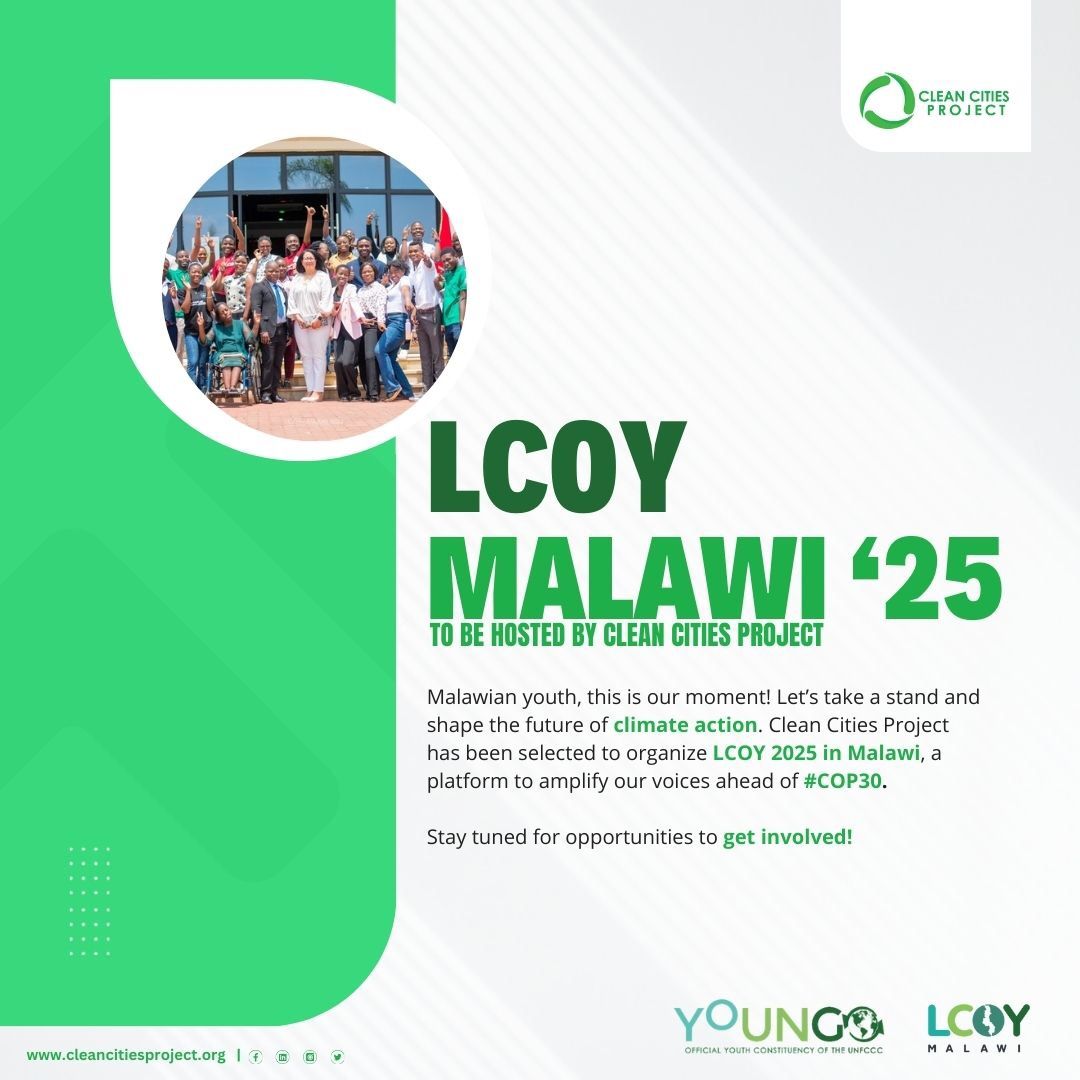 CLEAN CITIES
PROJECT
LCOY
MALAWI ‘25
TO BE HOSTED BY CLEAN CITIES PROJECT
Malawian youth, this is our moment! Let’s take a stand and
shape the future of climate action. Clean Cities Project
has been selected to organize LCOY 2025 in Malawi, a
platform to amplify our voices ahead of #COP30.
Stay tuned for opportunities to get involved!
YOUNGO
OFFICIAL YOUTH CONSTITUENCY OF THE UNFCCC
LCOY
MALAWI
www.cleancitiesproject.org |